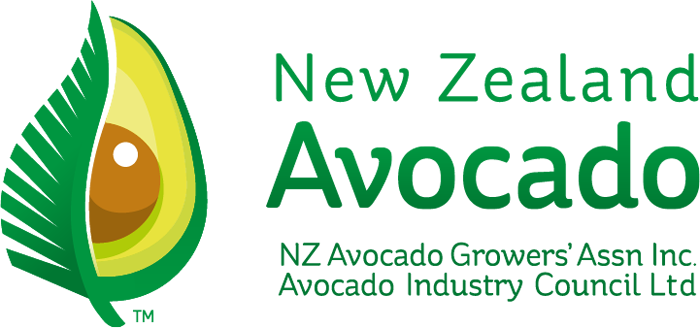 New Zealand
Avocado
NZ Avocado Growers' Assn Inc.
Avocado Industry Council Ltd
TM